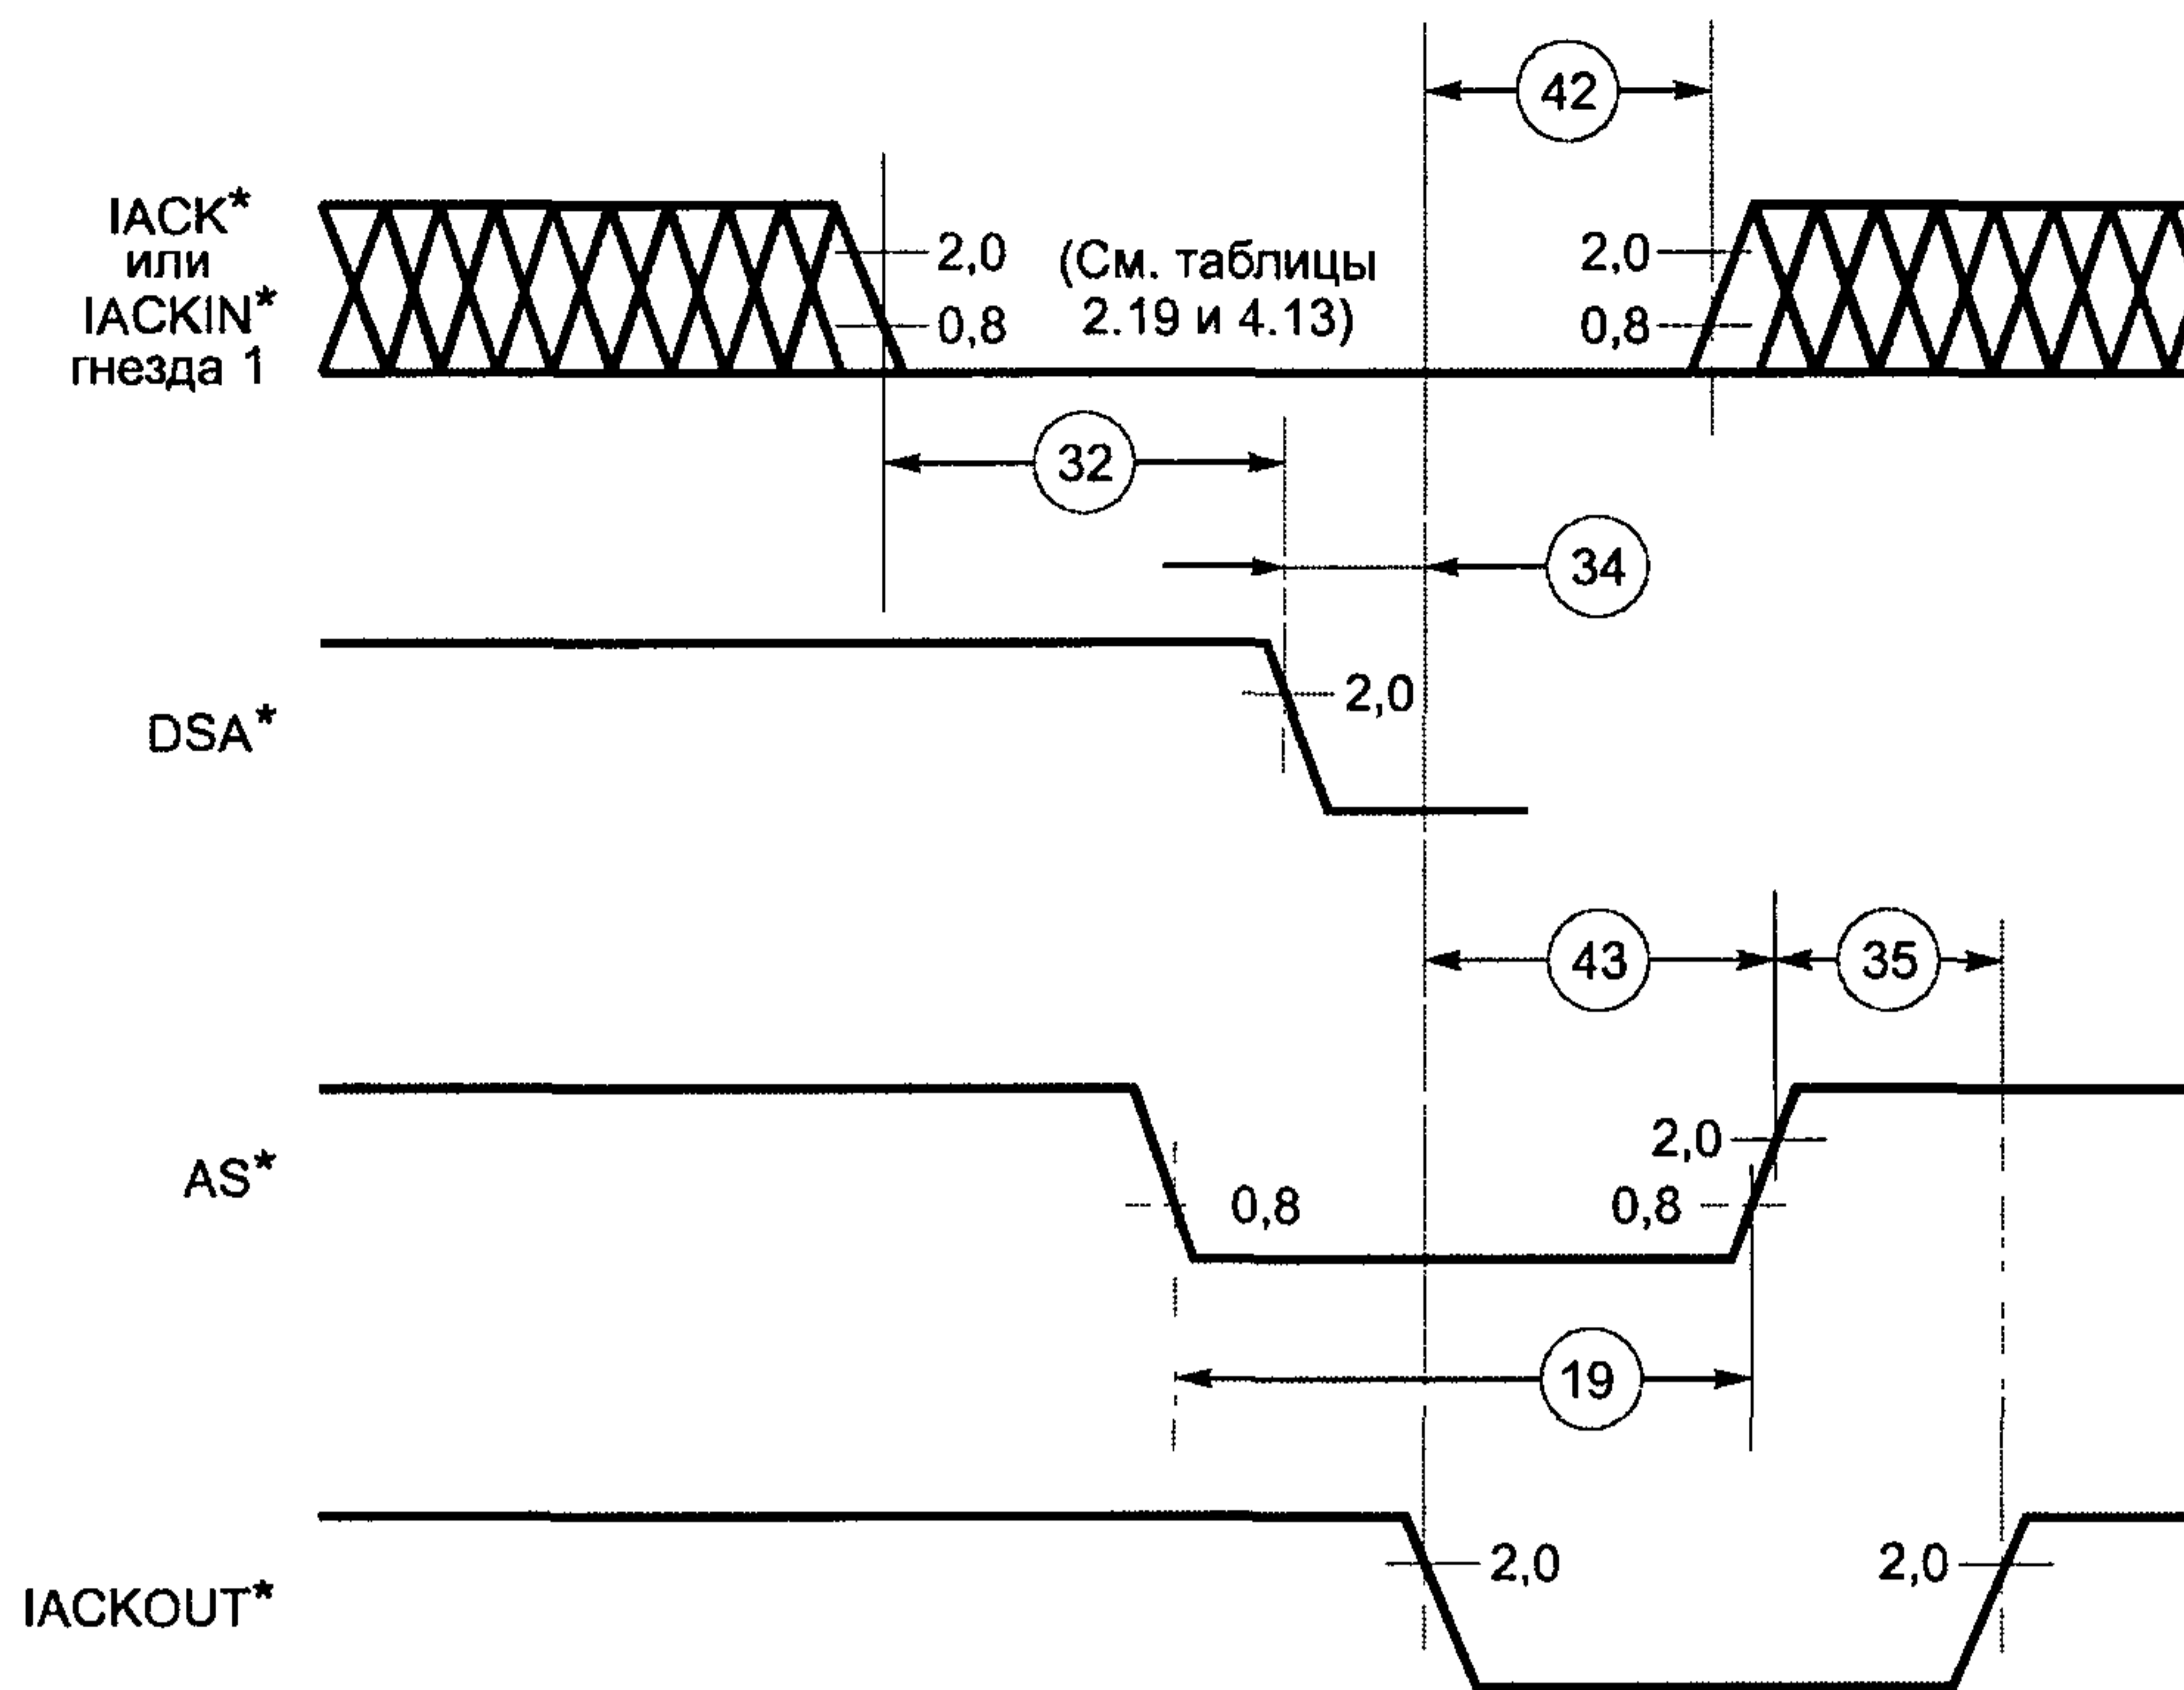 42
IACK*
или
IACKIN*
гнезда 1
2,0
0,8
(См. таблицы
2.19 и 4.13)
2,0
0,8
32
34
DSA*
2,0
43
35
AS*
0,8
2,0
0,8
19
IACKOUT*
2,0
2,0